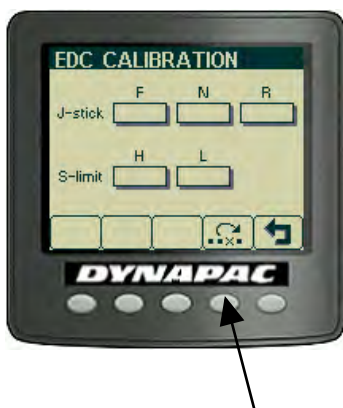 EDC CALIBRATION
F N R
J-stick
H L
S-limit
DYNAPAC